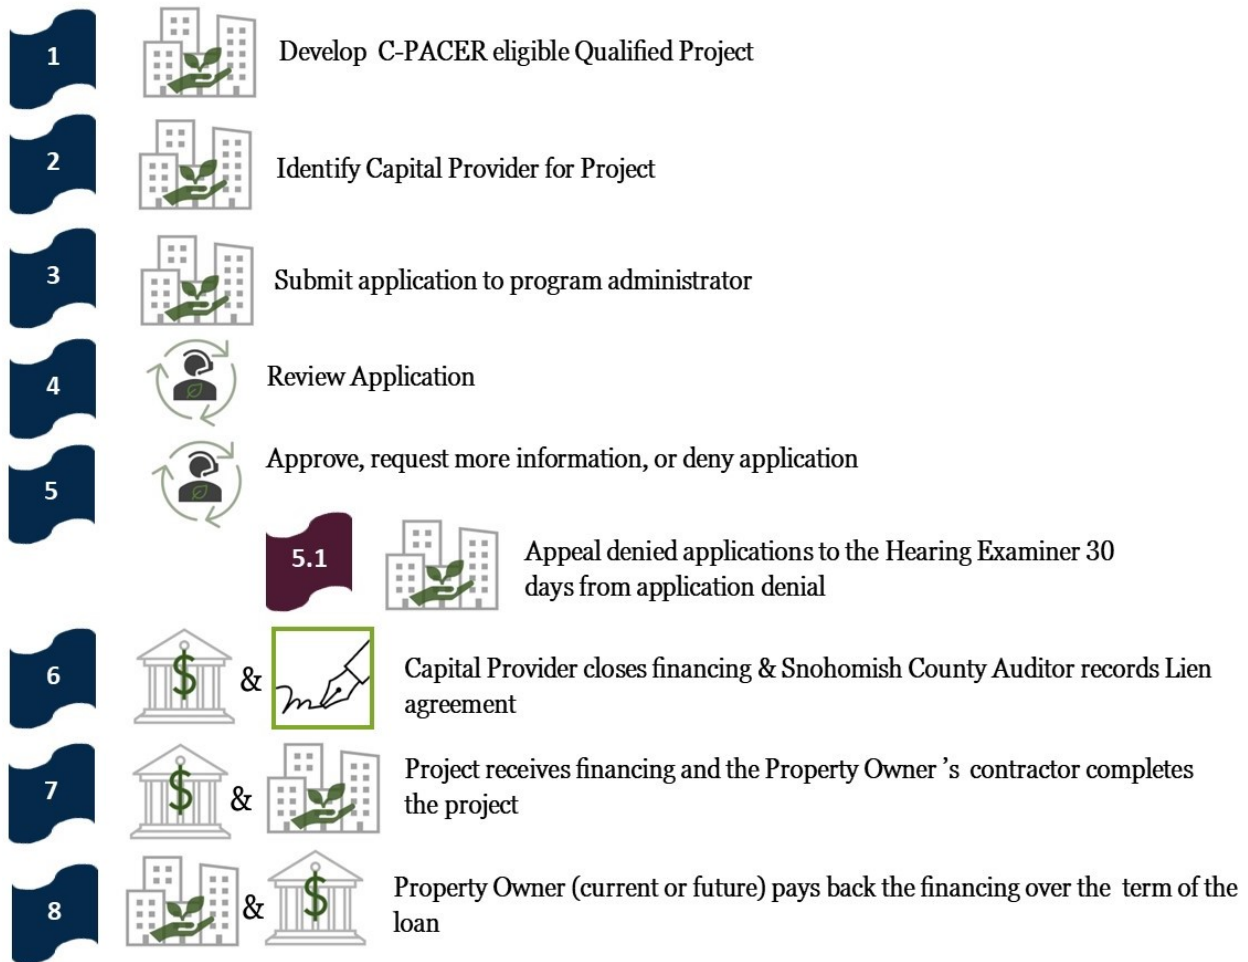 1
Develop C-PACER eligible Qualified Project
2
Identify Capital Provider for Project
3
Submit application to program administrator
4
Review Application
5
Approve, request more information, or deny application
5.1
Appeal denied applications to the Hearing Examiner 30
days from application denial
6
$ &
Capital Provider closes financing & Snohomish County Auditor records Lien
agreement
7
$ &
Project receives financing and the Property Owner 's contractor completes
the project
8
& $
Property Owner (current or future) pays back the financing over the term of the
loan